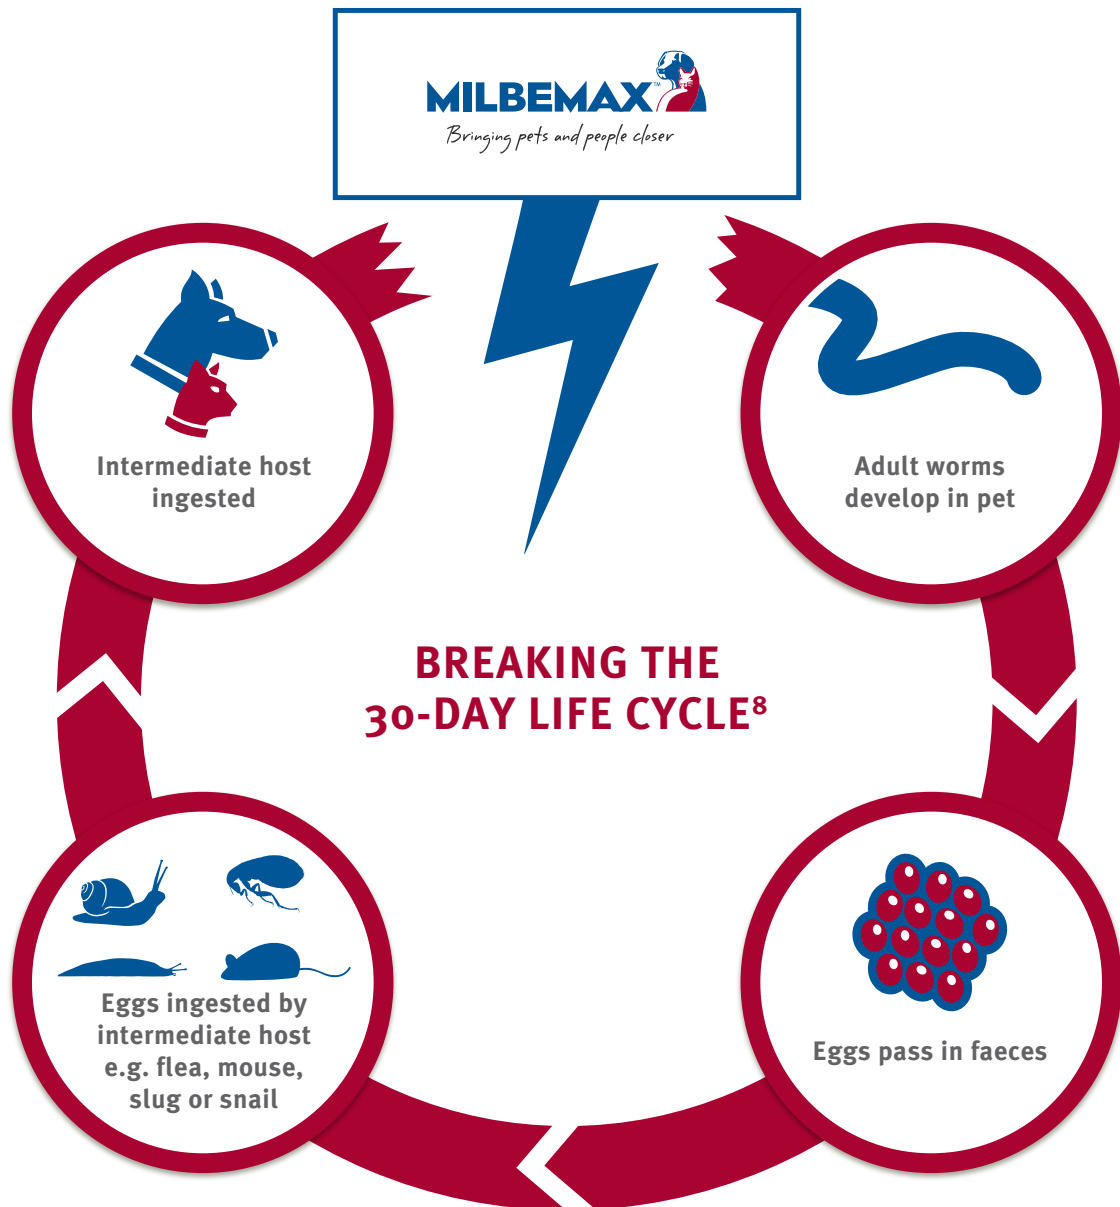 MILBEMAX™
Bringing pets and people closer
Intermediate host
ingested
Adult worms
develop in pet
BREAKING THE
30-DAY LIFE CYCLE⁸
Eggs ingested by
intermediate host
e.g. flea, mouse,
slug or snail
Eggs pass in faeces